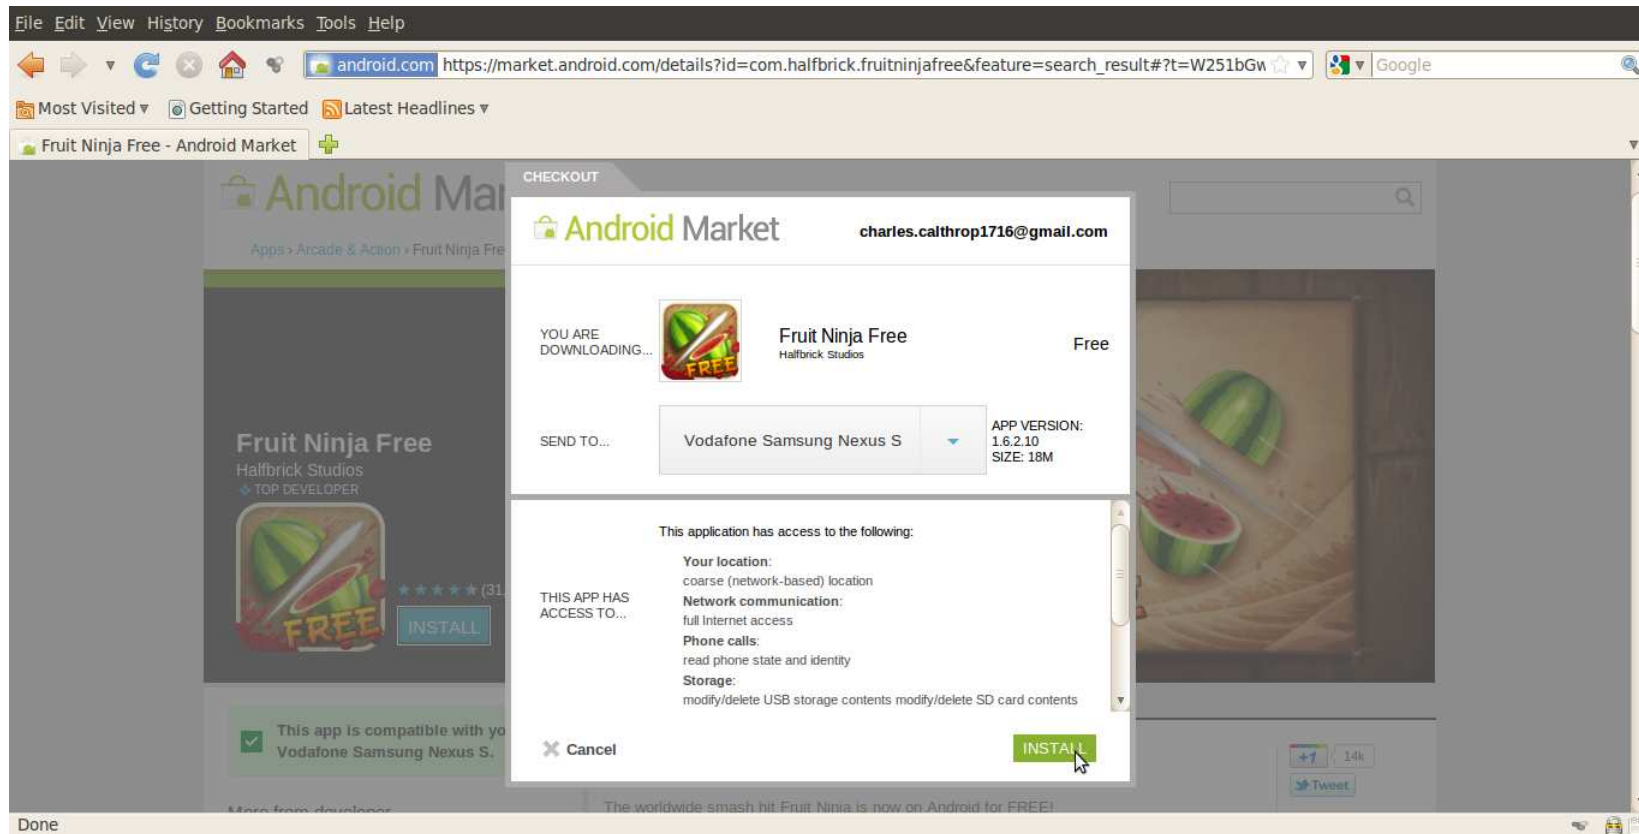 File Edit View History Bookmarks Tools Help
android.com https://market.android.com/details?id=com.halfbrick.fruitninjafree&feature=search_result#?t=W251bGw
Google
Most Visited Getting Started Latest Headlines
Fruit Ninja Free - Android Market
CHECKOUT
Android Mar
Android Market
charles.calthrop1716@gmail.com
Apps › Arcade & Action › Fruit Ninja Fre
YOU ARE
DOWNLOADING...
FREE
Fruit Ninja Free
Halfbrick Studios
Free
SEND TO...
Vodafone Samsung Nexus S
APP VERSION:
1.6.2.10
SIZE: 18M
Fruit Ninja Free
Halfbrick Studios
TOP DEVELOPER
FREE
(31,
INSTALL
This application has access to the following:
THIS APP HAS
ACCESS TO...
Your location:
coarse (network-based) location
Network communication:
full Internet access
Phone calls:
read phone state and identity
Storage:
modify/delete USB storage contents modify/delete SD card contents
Cancel
INSTALL
This app is compatible with yo
Vodafone Samsung Nexus S.
+1 14k
Tweet
More from developer
The worldwide smash hit Fruit Ninja is now on Android for FREE!
Done